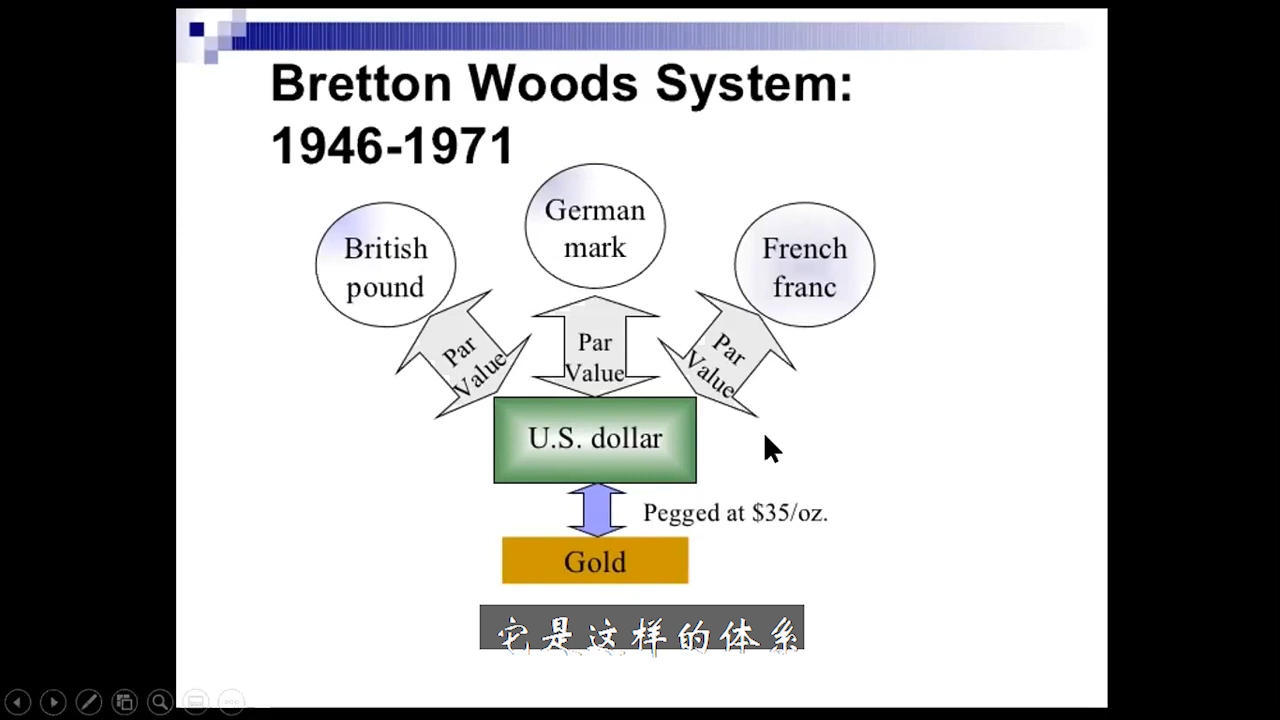 Bretton Woods System:
1946-1971
German
mark
British
pound
French
franc
Par
Value
Par
Value
Par
Value
U.S. dollar
Pegged at $35/oz.
Gold
它是这样的体系